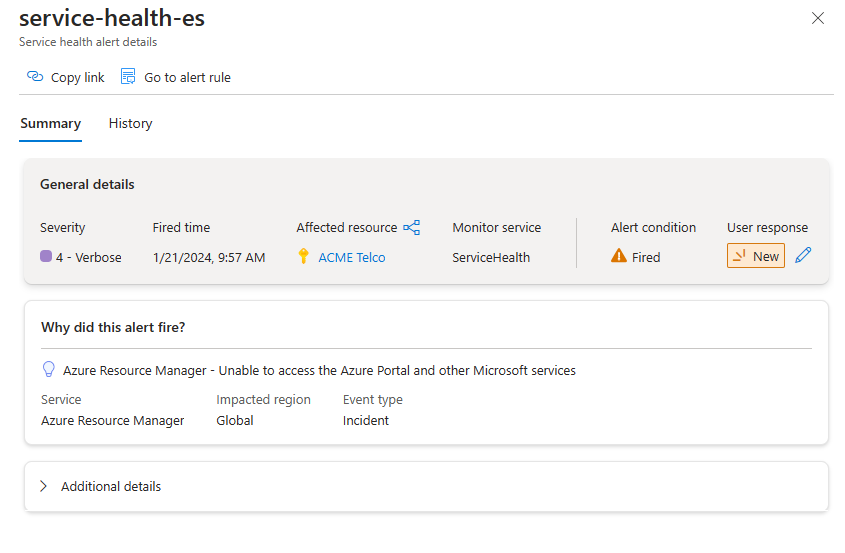 service-health-es
Service health alert details
Copy link Go to alert rule
Summary History
General details
Severity Fired time Affected resource Monitor service Alert condition User response
4 - Verbose 1/21/2024, 9:57 AM ACME Telco ServiceHealth Fired New
Why did this alert fire?
Azure Resource Manager - Unable to access the Azure Portal and other Microsoft services
Service Impacted region Event type
Azure Resource Manager Global Incident
Additional details